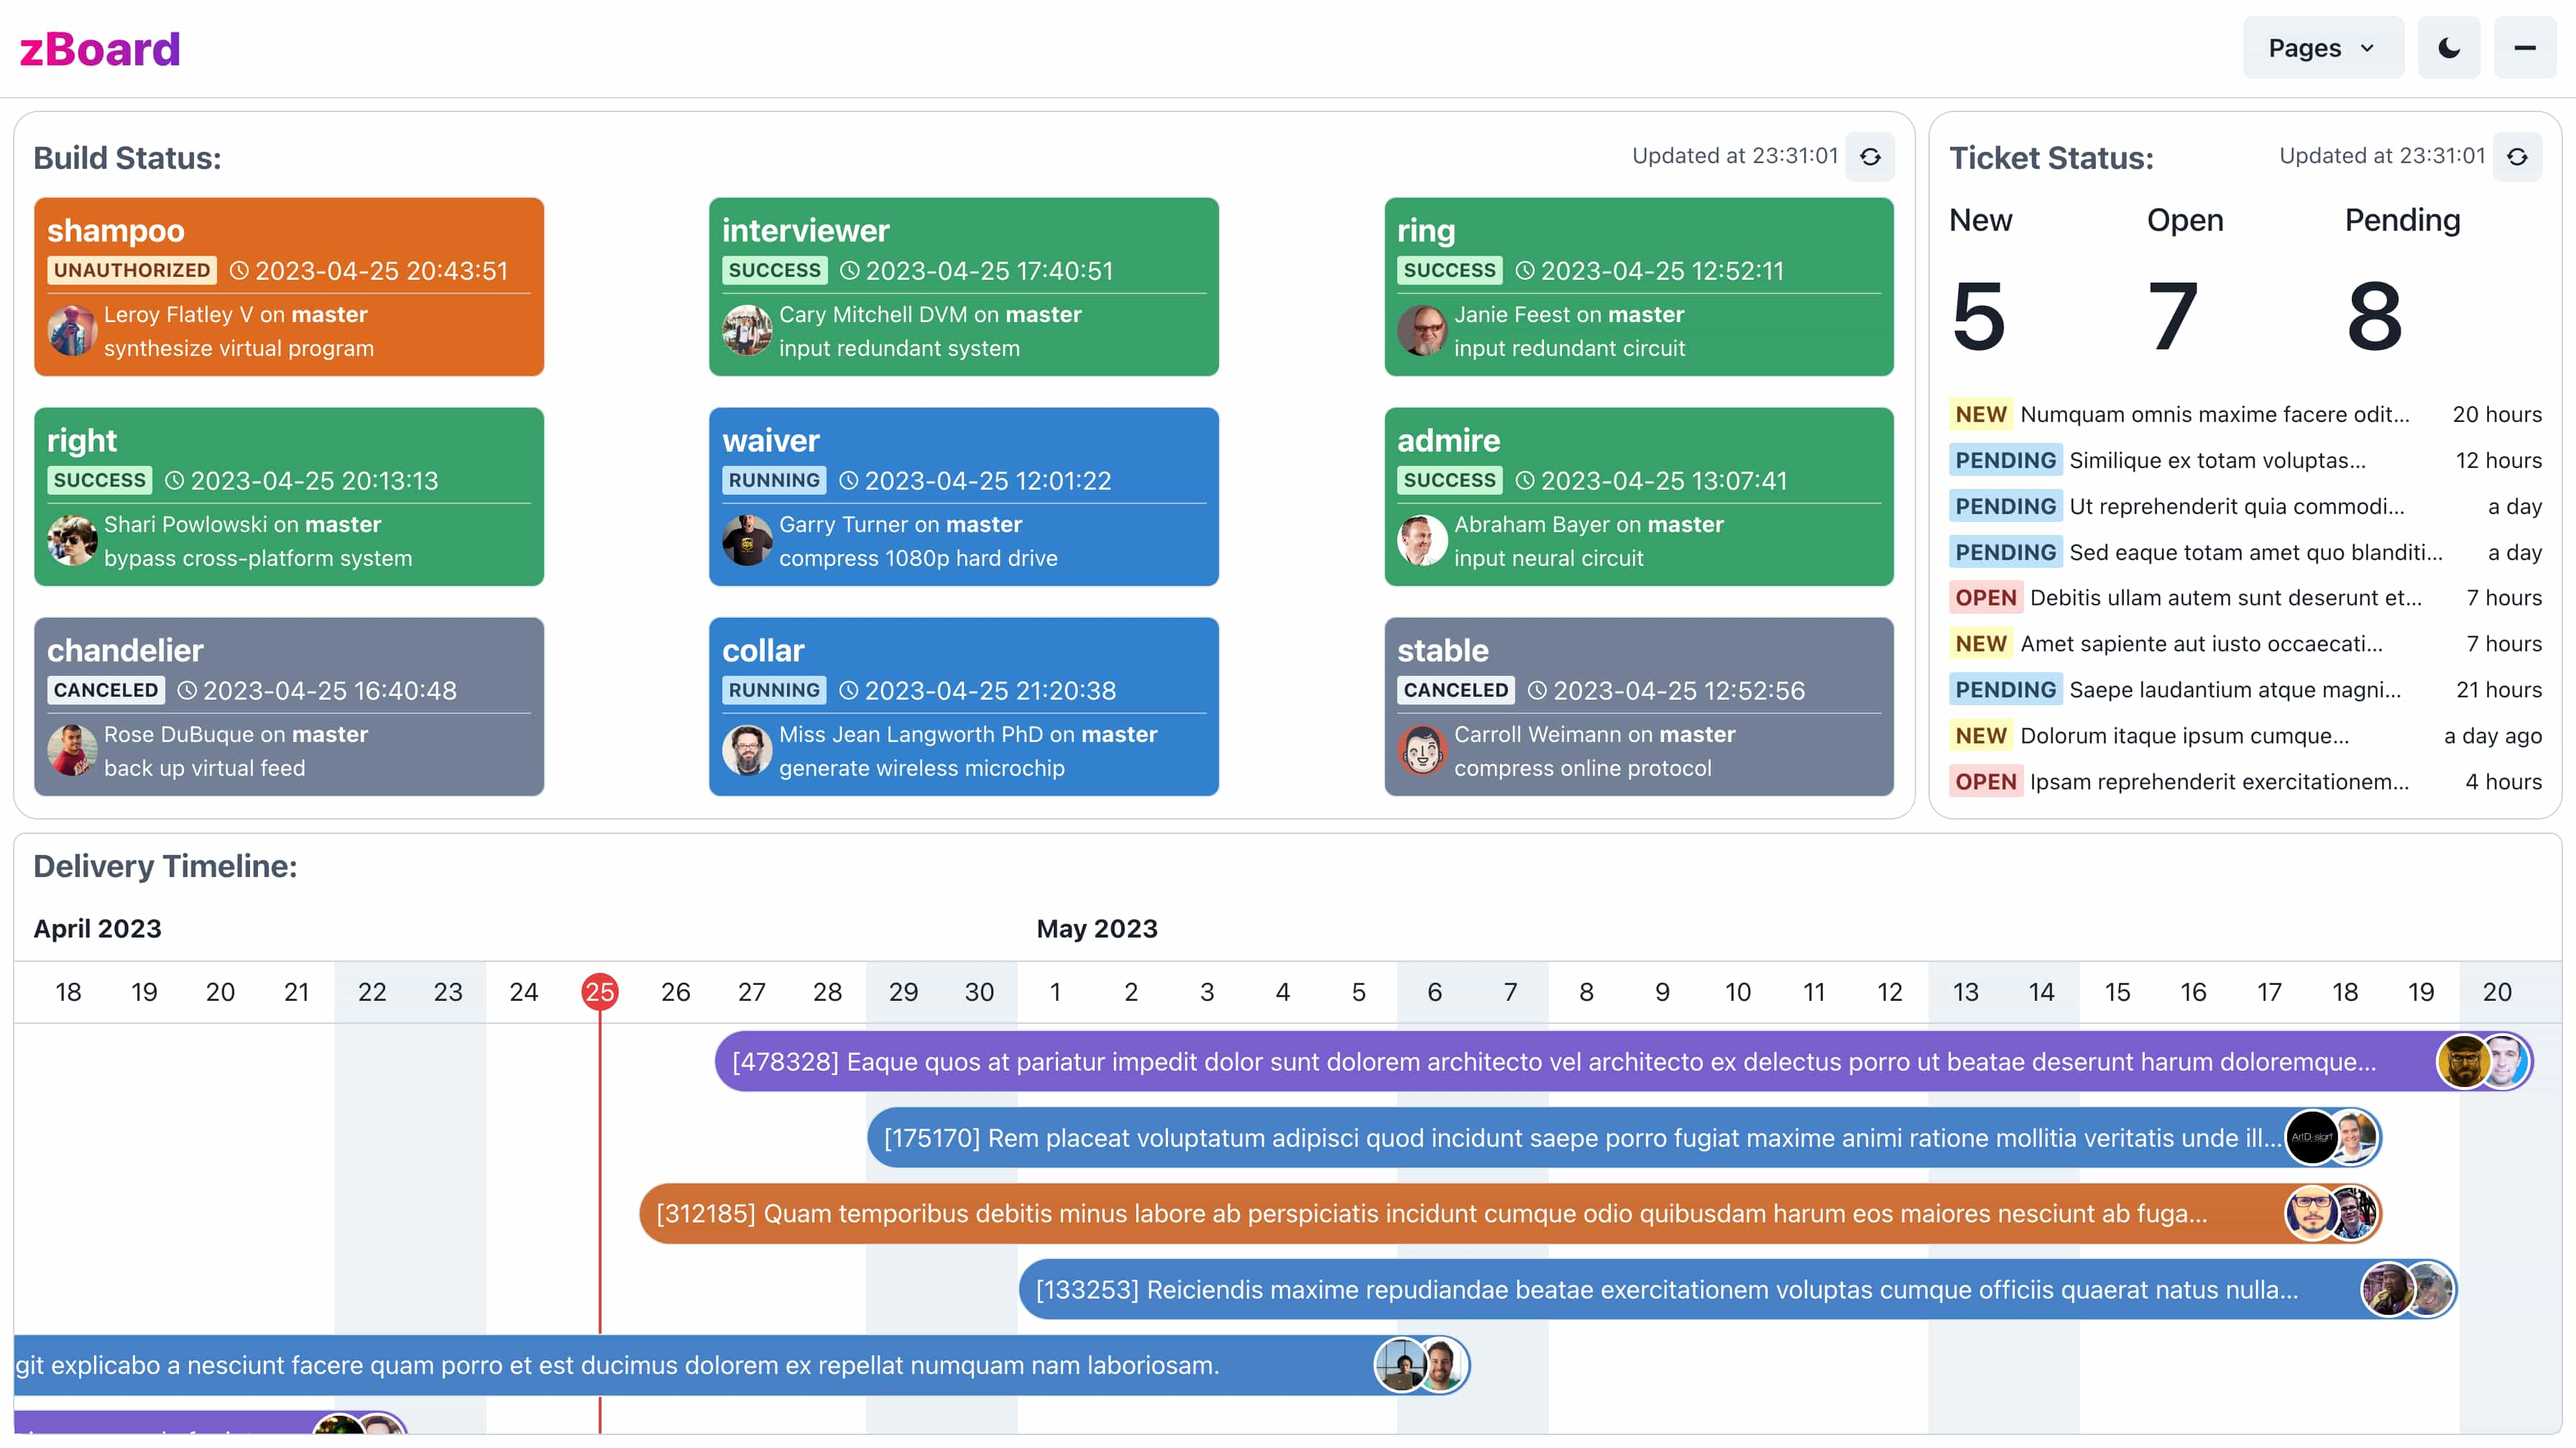 zBoard
Pages
Build Status:
Updated at 23:31:01
shampoo
UNAUTHORIZED 2023-04-25 20:43:51
Leroy Flatley V on master
synthesize virtual program
interviewer
SUCCESS 2023-04-25 17:40:51
Cary Mitchell DVM on master
input redundant system
ring
SUCCESS 2023-04-25 12:52:11
Janie Feest on master
input redundant circuit
right
SUCCESS 2023-04-25 20:13:13
Shari Powlowski on master
bypass cross-platform system
waiver
RUNNING 2023-04-25 12:01:22
Garry Turner on master
compress 1080p hard drive
admire
SUCCESS 2023-04-25 13:07:41
Abraham Bayer on master
input neural circuit
chandelier
CANCELED 2023-04-25 16:40:48
Rose DuBuque on master
back up virtual feed
collar
RUNNING 2023-04-25 21:20:38
Miss Jean Langworth PhD on master
generate wireless microchip
stable
CANCELED 2023-04-25 12:52:56
Carroll Weimann on master
compress online protocol
Ticket Status:
Updated at 23:31:01
New Open Pending
5 7 8
NEW Numquam omnis maxime facere odit... 20 hours
PENDING Similique ex totam voluptas... 12 hours
PENDING Ut reprehenderit quia commodi... a day
PENDING Sed eaque totam amet quo blanditi... a day
OPEN Debitis ullam autem sunt deserunt et... 7 hours
NEW Amet sapiente aut iusto occaecati... 7 hours
PENDING Saepe laudantium atque magni... 21 hours
NEW Dolorum itaque ipsum cumque... a day ago
OPEN Ipsam reprehenderit exercitationem... 4 hours
Delivery Timeline:
April 2023 May 2023
18 19 20 21 22 23 24 25 26 27 28 29 30 1 2 3 4 5 6 7 8 9 10 11 12 13 14 15 16 17 18 19 20
[478328] Eaque quos at pariatur impedit dolor sunt dolorem architecto vel architecto ex delectus porro ut beatae deserunt harum doloremque...
[175170] Rem placeat voluptatum adipisci quod incidunt saepe porro fugiat maxime animi ratione mollitia veritatis unde ill...
[312185] Quam temporibus debitis minus labore ab perspiciatis incidunt cumque odio quibusdam harum eos maiores nesciunt ab fuga...
[133253] Reiciendis maxime repudiandae beatae exercitationem voluptas cumque officiis quaerat natus nulla...
git explicabo a nesciunt facere quam porro et est ducimus dolorem ex repellat numquam nam laboriosam.